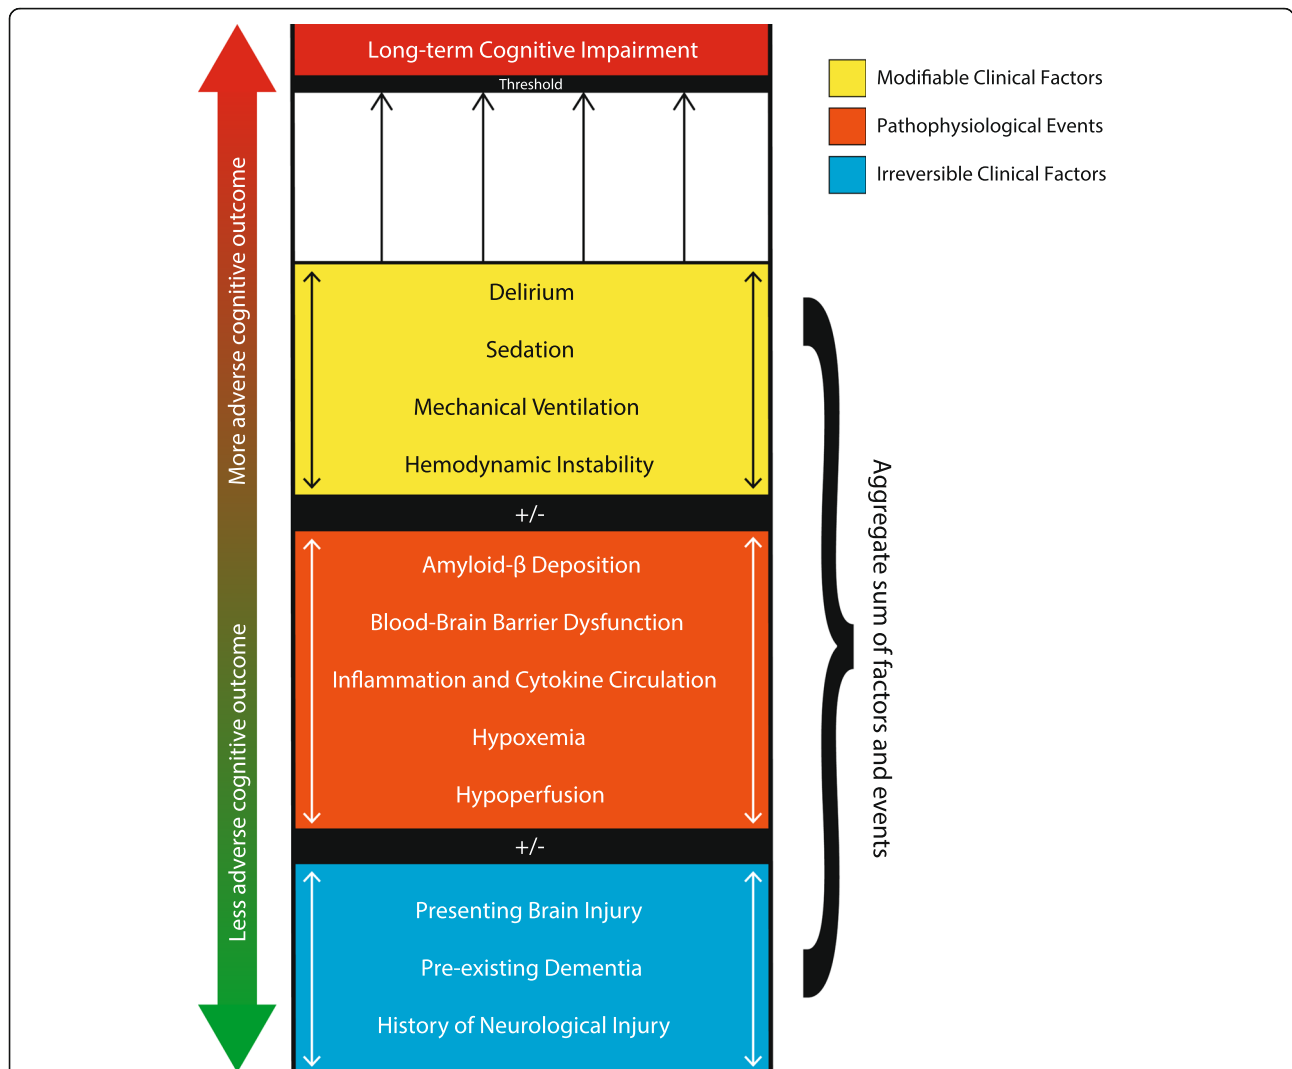 Long-term Cognitive Impairment
Threshold
Modifiable Clinical Factors
Pathophysiological Events
Irreversible Clinical Factors
More adverse cognitive outcome
Less adverse cognitive outcome
Delirium
Sedation
Mechanical Ventilation
Hemodynamic Instability
+/-
Amyloid-β Deposition
Blood-Brain Barrier Dysfunction
Inflammation and Cytokine Circulation
Hypoxemia
Hypoperfusion
+/-
Presenting Brain Injury
Pre-existing Dementia
History of Neurological Injury
Aggregate sum of factors and events